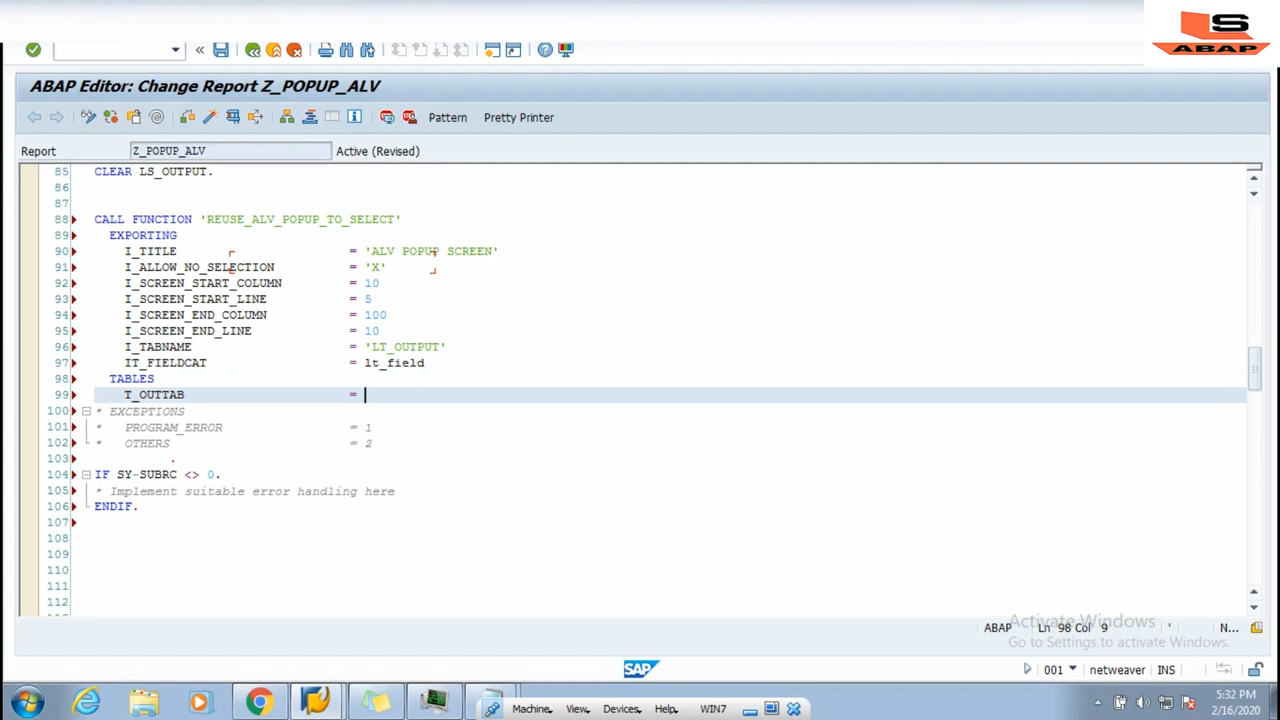 LS
ABAP
«
ABAP Editor: Change Report Z_POPUP_ALV
Pattern Pretty Printer
Report Z_POPUP_ALV Active (Revised)
85 CLEAR LS_OUTPUT.
86
87
88 CALL FUNCTION 'REUSE_ALV_POPUP_TO_SELECT'
89 EXPORTING
90 I_TITLE = 'ALV POPUP SCREEN'
91 I_ALLOW_NO_SELECTION = 'X'
92 I_SCREEN_START_COLUMN = 10
93 I_SCREEN_START_LINE = 5
94 I_SCREEN_END_COLUMN = 100
95 I_SCREEN_END_LINE = 10
96 I_TABNAME = 'LT_OUTPUT'
97 IT_FIELDCAT = lt_field
98 TABLES
99 T_OUTTAB =
100 * EXCEPTIONS
101 * PROGRAM_ERROR = 1
102 * OTHERS = 2
103 .
104 IF SY-SUBRC <> 0.
105 * Implement suitable error handling here
106 ENDIF.
107
108
109
110
111
112
Activate Windows
Go to Settings to activate Windows.
ABAP Ln 98 Col 9 N...
SAP
001 netweaver INS
Machine View Devices Help WIN7
5:32 PM
2/16/2020